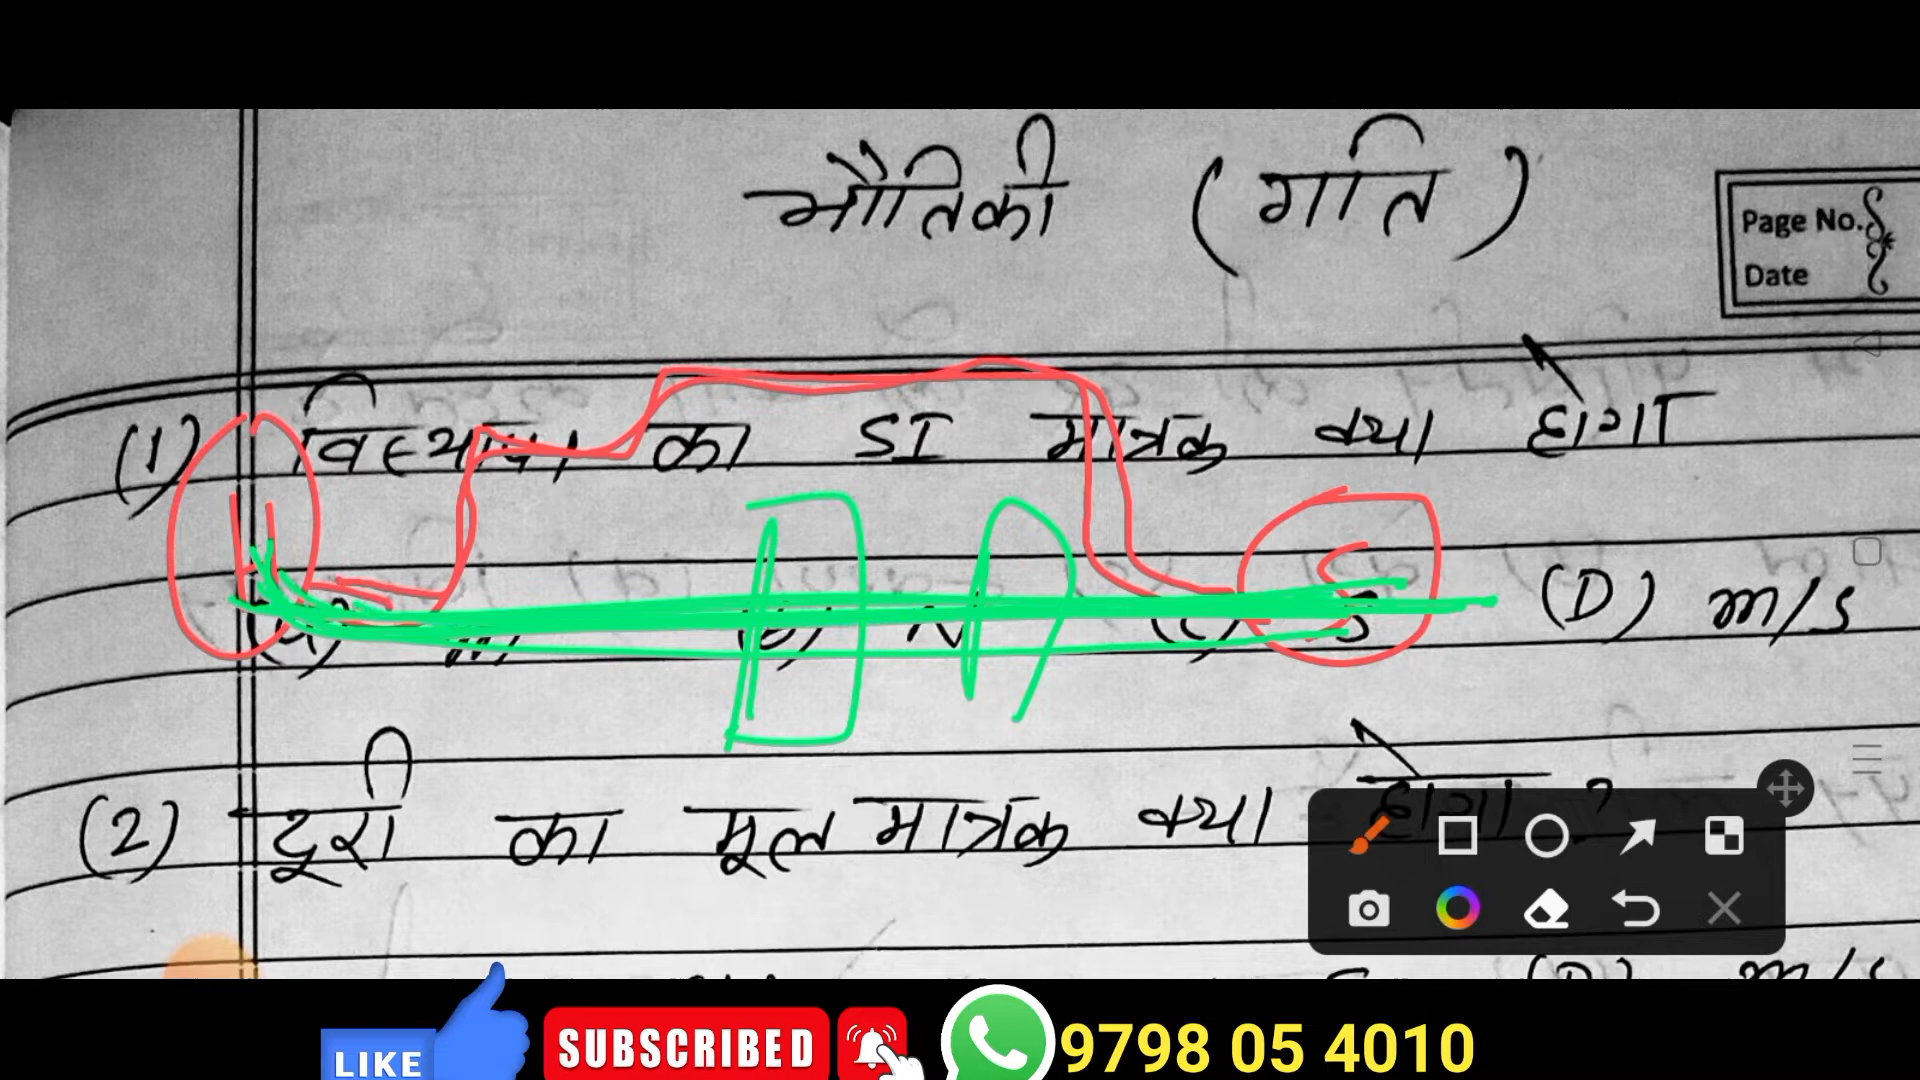 भौतिकी (गति)
Page No.
Date
(1) विस्थापन का SI मात्रक क्या होगा
(a) m (b) N (c) S (D) m/s
(2) दूरी का मूल मात्रक क्या होगा ?
(D) m/s
LIKE SUBSCRIBED 9798 05 4010